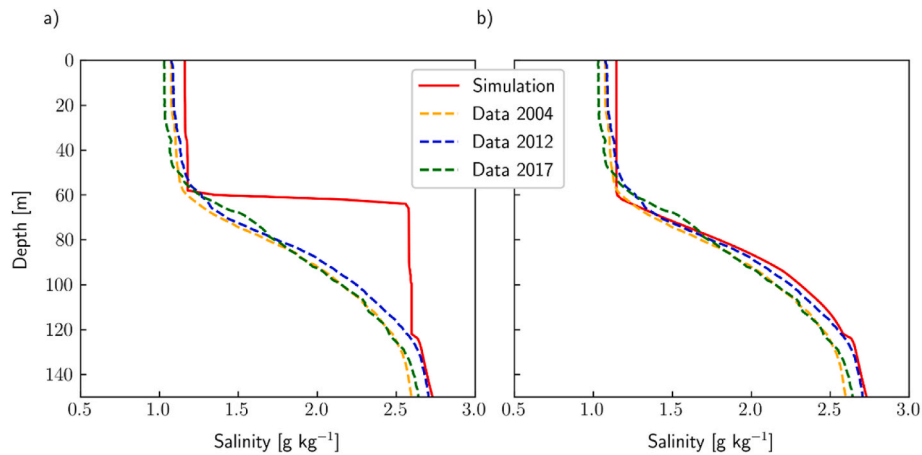 a)
b)
0
20
40
60
80
100
120
140
Depth [m]
0.5 1.0 1.5 2.0 2.5 3.0
Salinity [g kg⁻¹]
Simulation
Data 2004
Data 2012
Data 2017
0.5 1.0 1.5 2.0 2.5 3.0
Salinity [g kg⁻¹]